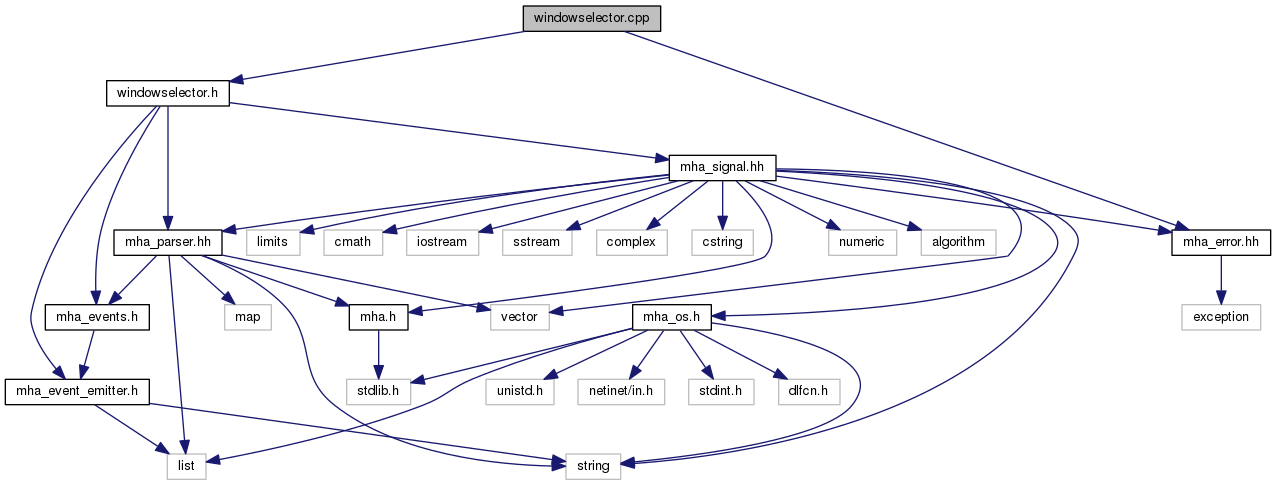 windowselector.cpp
windowselector.h
mha_signal.hh
mha_parser.hh
limits
cmath
iostream
sstream
complex
cstring
numeric
algorithm
mha_error.hh
mha_events.h
map
mha.h
vector
mha_os.h
exception
mha_event_emitter.h
stdlib.h
unistd.h
netinet/in.h
stdint.h
dlfcn.h
list
string